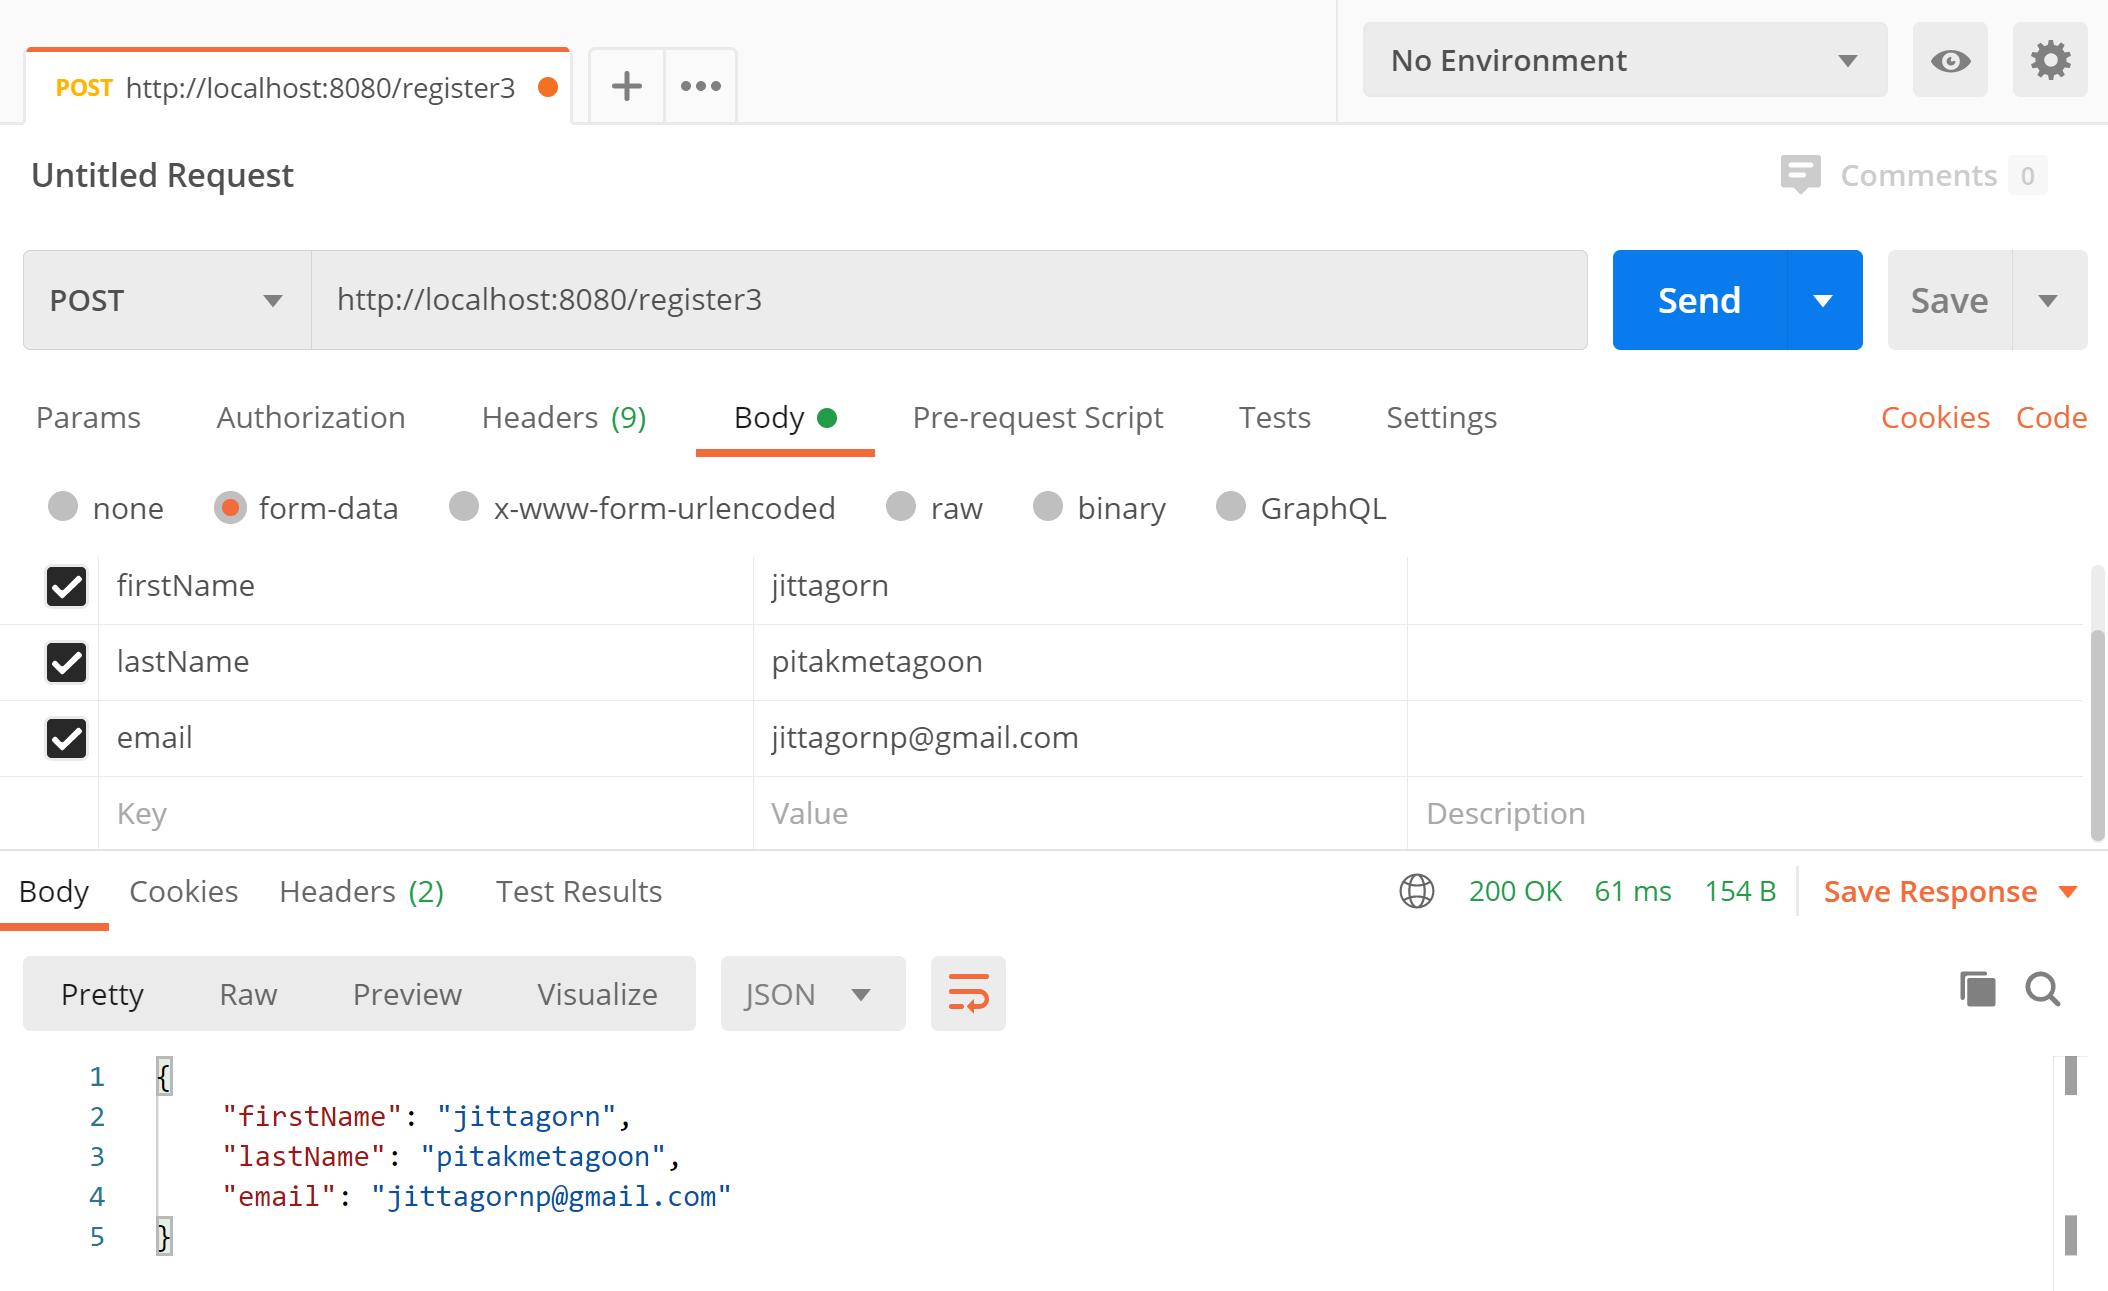 POST http://localhost:8080/register3
No Environment
Untitled Request
Comments 0
POST http://localhost:8080/register3 Send Save
Params Authorization Headers (9) Body Pre-request Script Tests Settings Cookies Code
none form-data x-www-form-urlencoded raw binary GraphQL
firstName jittagorn
lastName pitakmetagoon
email jittagornp@gmail.com
Key Value Description
Body Cookies Headers (2) Test Results 200 OK 61 ms 154 B Save Response
Pretty Raw Preview Visualize JSON
1 {
2 "firstName": "jittagorn",
3 "lastName": "pitakmetagoon",
4 "email": "jittagornp@gmail.com"
5 }